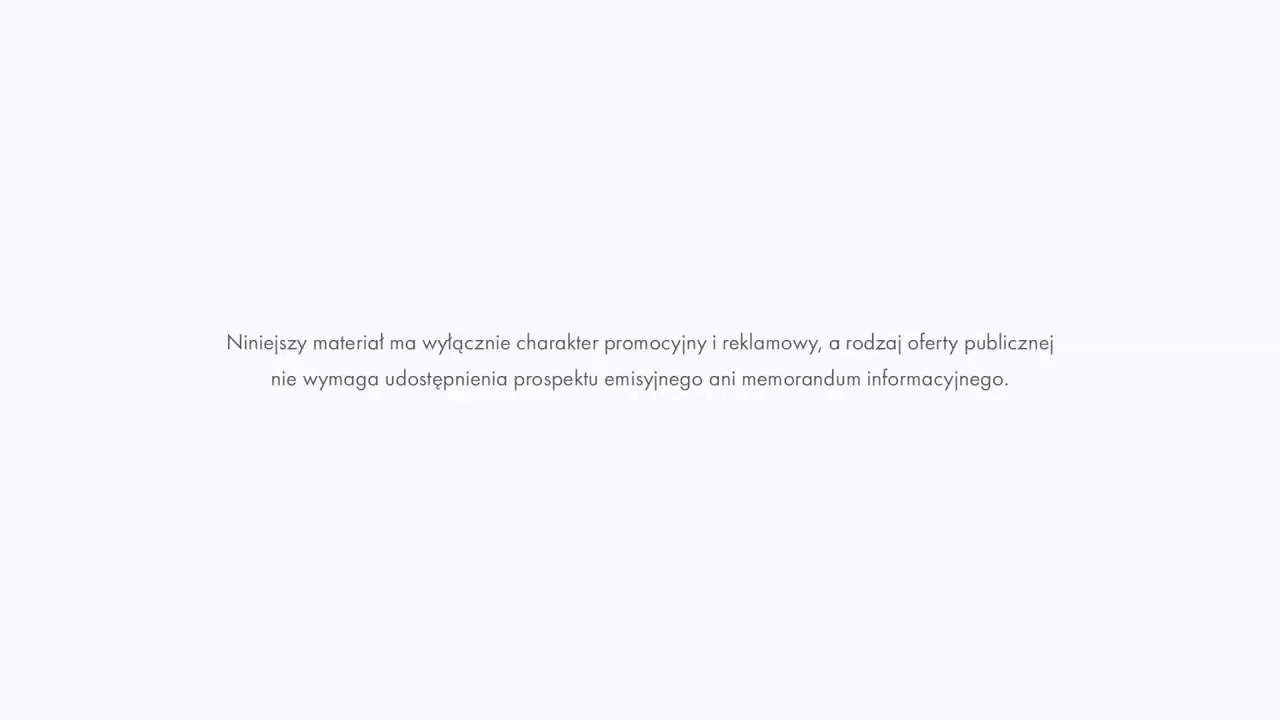 Niniejszy materiał ma wyłącznie charakter promocyjny i reklamowy, a rodzaj oferty publicznej
nie wymaga udostępnienia prospektu emisyjnego ani memorandum informacyjnego.